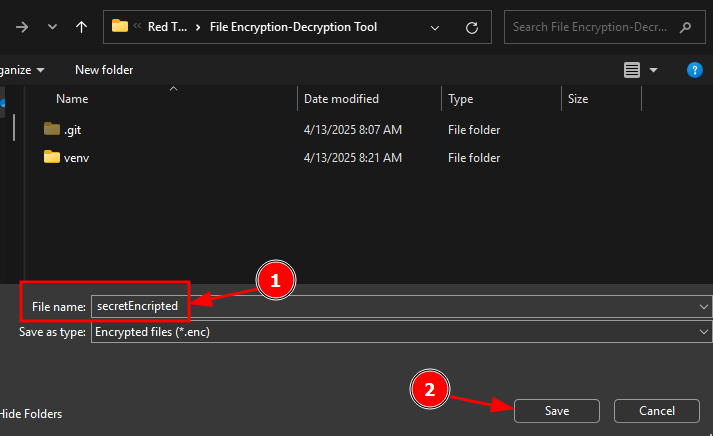 Red T... > File Encryption-Decryption Tool Search File Encryption-Decr...
ganize New folder ?
Name Date modified Type Size
.git 4/13/2025 8:07 AM File folder
venv 4/13/2025 8:21 AM File folder
1
File name: secretEncripted
Save as type: Encrypted files (*.enc)
2
Hide Folders Save Cancel